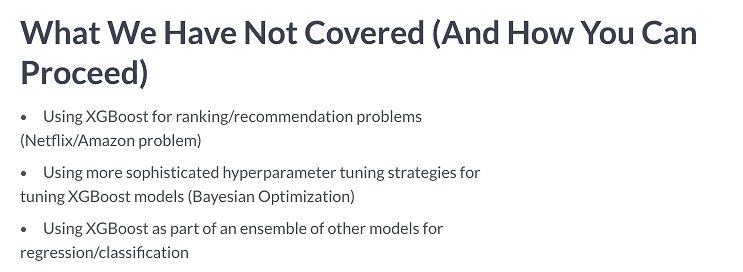 What We Have Not Covered (And How You Can
Proceed)
• Using XGBoost for ranking/recommendation problems
(Netflix/Amazon problem)
• Using more sophisticated hyperparameter tuning strategies for
tuning XGBoost models (Bayesian Optimization)
• Using XGBoost as part of an ensemble of other models for
regression/classification